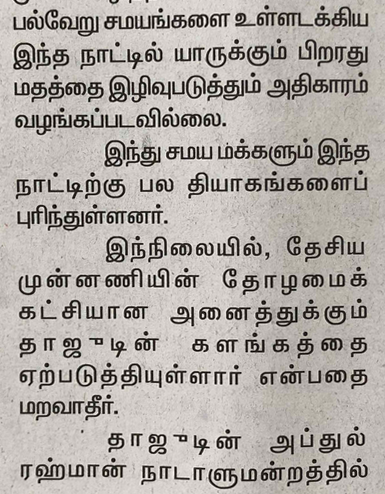 பல்வேறு சமயங்களை உள்ளடக்கிய
இந்த நாட்டில் யாருக்கும் பிறரது
மதத்தை இழிவுபடுத்தும் அதிகாரம்
வழங்கப்படவில்லை.
இந்து சமய மக்களும் இந்த
நாட்டிற்கு பல தியாகங்களைப்
புரிந்துள்ளனர்.
இந்நிலையில், தேசிய
முன்னணியின் தோழமைக்
கட்சியான அனைத்துக்கும்
தாஜுடின் களங்கத்தை
ஏற்படுத்தியுள்ளார் என்பதை
மறவாதீர்.
தாஜுடின் அப்துல்
ரஹ்மான் நாடாளுமன்றத்தில்